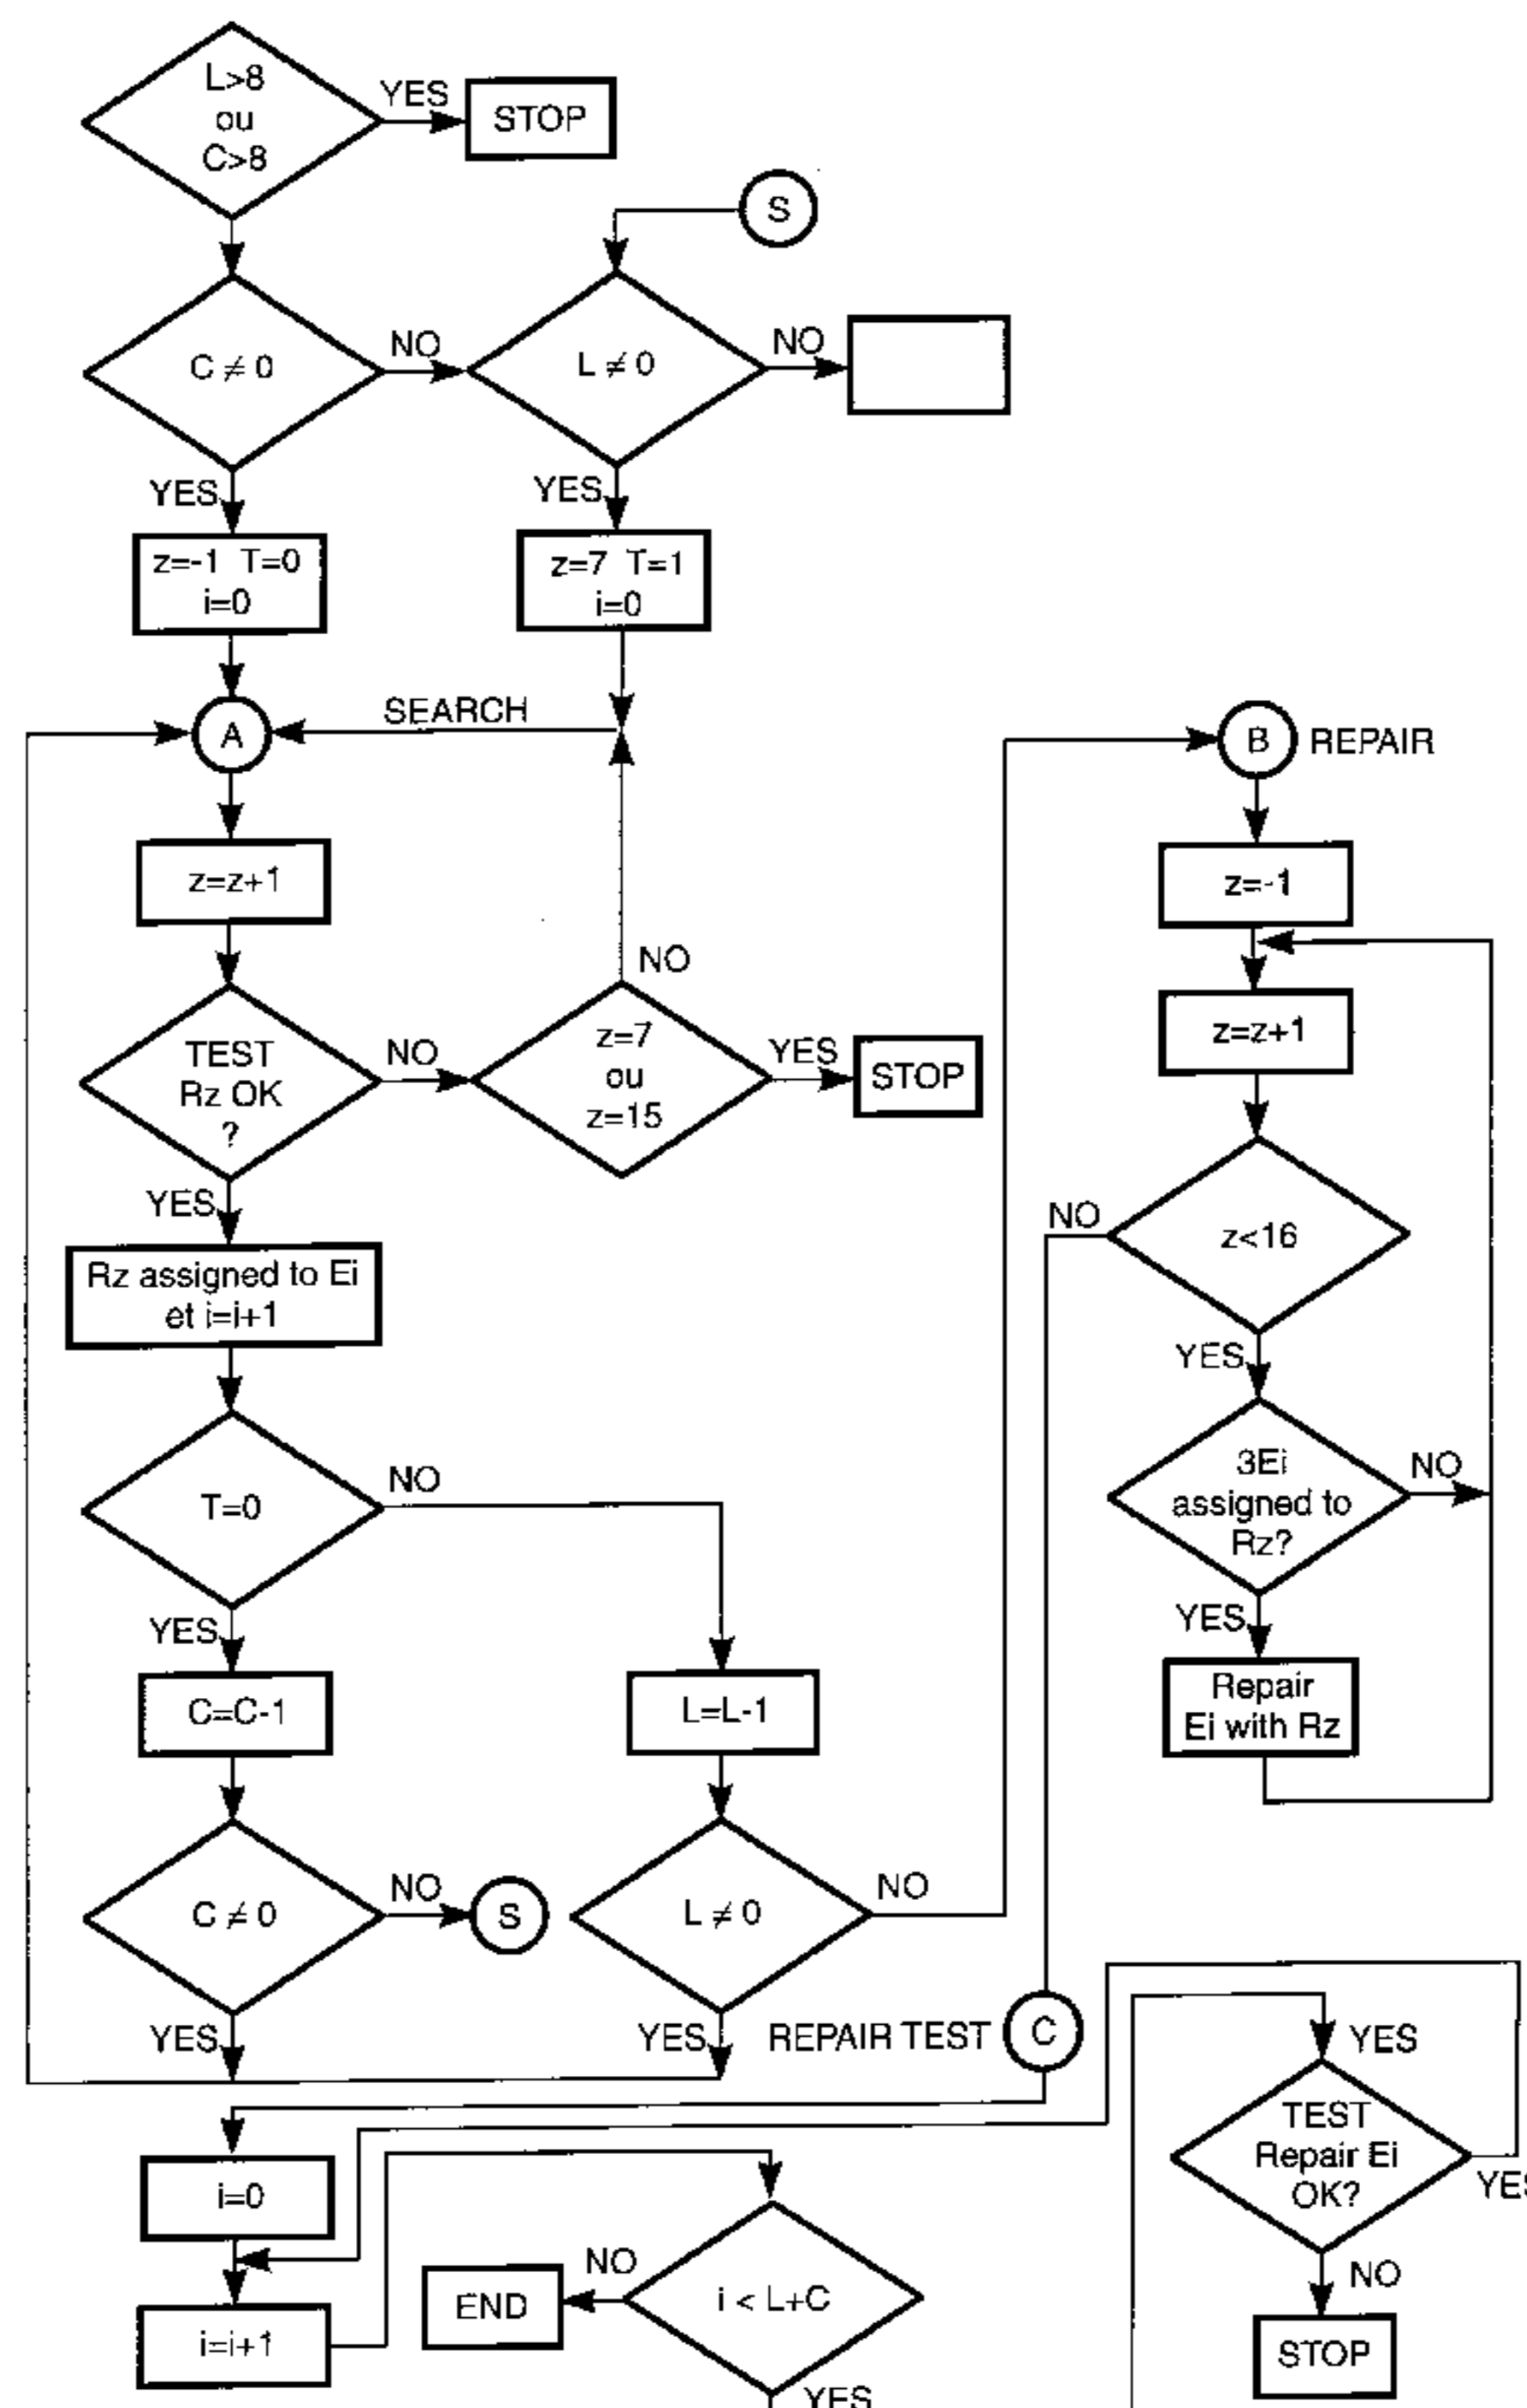 L>8
ou
C>8
YES
STOP
S
C ≠ 0
NO
L ≠ 0
NO
YES
YES
z=-1 T=0
i=0
z=7 T=1
i=0
A
SEARCH
B
REPAIR
z=z+1
z=-1
NO
z=z+1
TEST
Rz OK
?
NO
z=7
ou
z=15
YES
STOP
YES
NO
z<16
Rz assigned to Ei
et i=i+1
YES
T=0
NO
3Ei
assigned to
Rz?
NO
YES
YES
C=C-1
L=L-1
Repair
Ei with Rz
C ≠ 0
NO
S
L ≠ 0
NO
YES
YES
REPAIR TEST
C
YES
TEST
Repair Ei
OK?
YES
i=0
NO
END
NO
i < L+C
i=i+1
STOP
YES